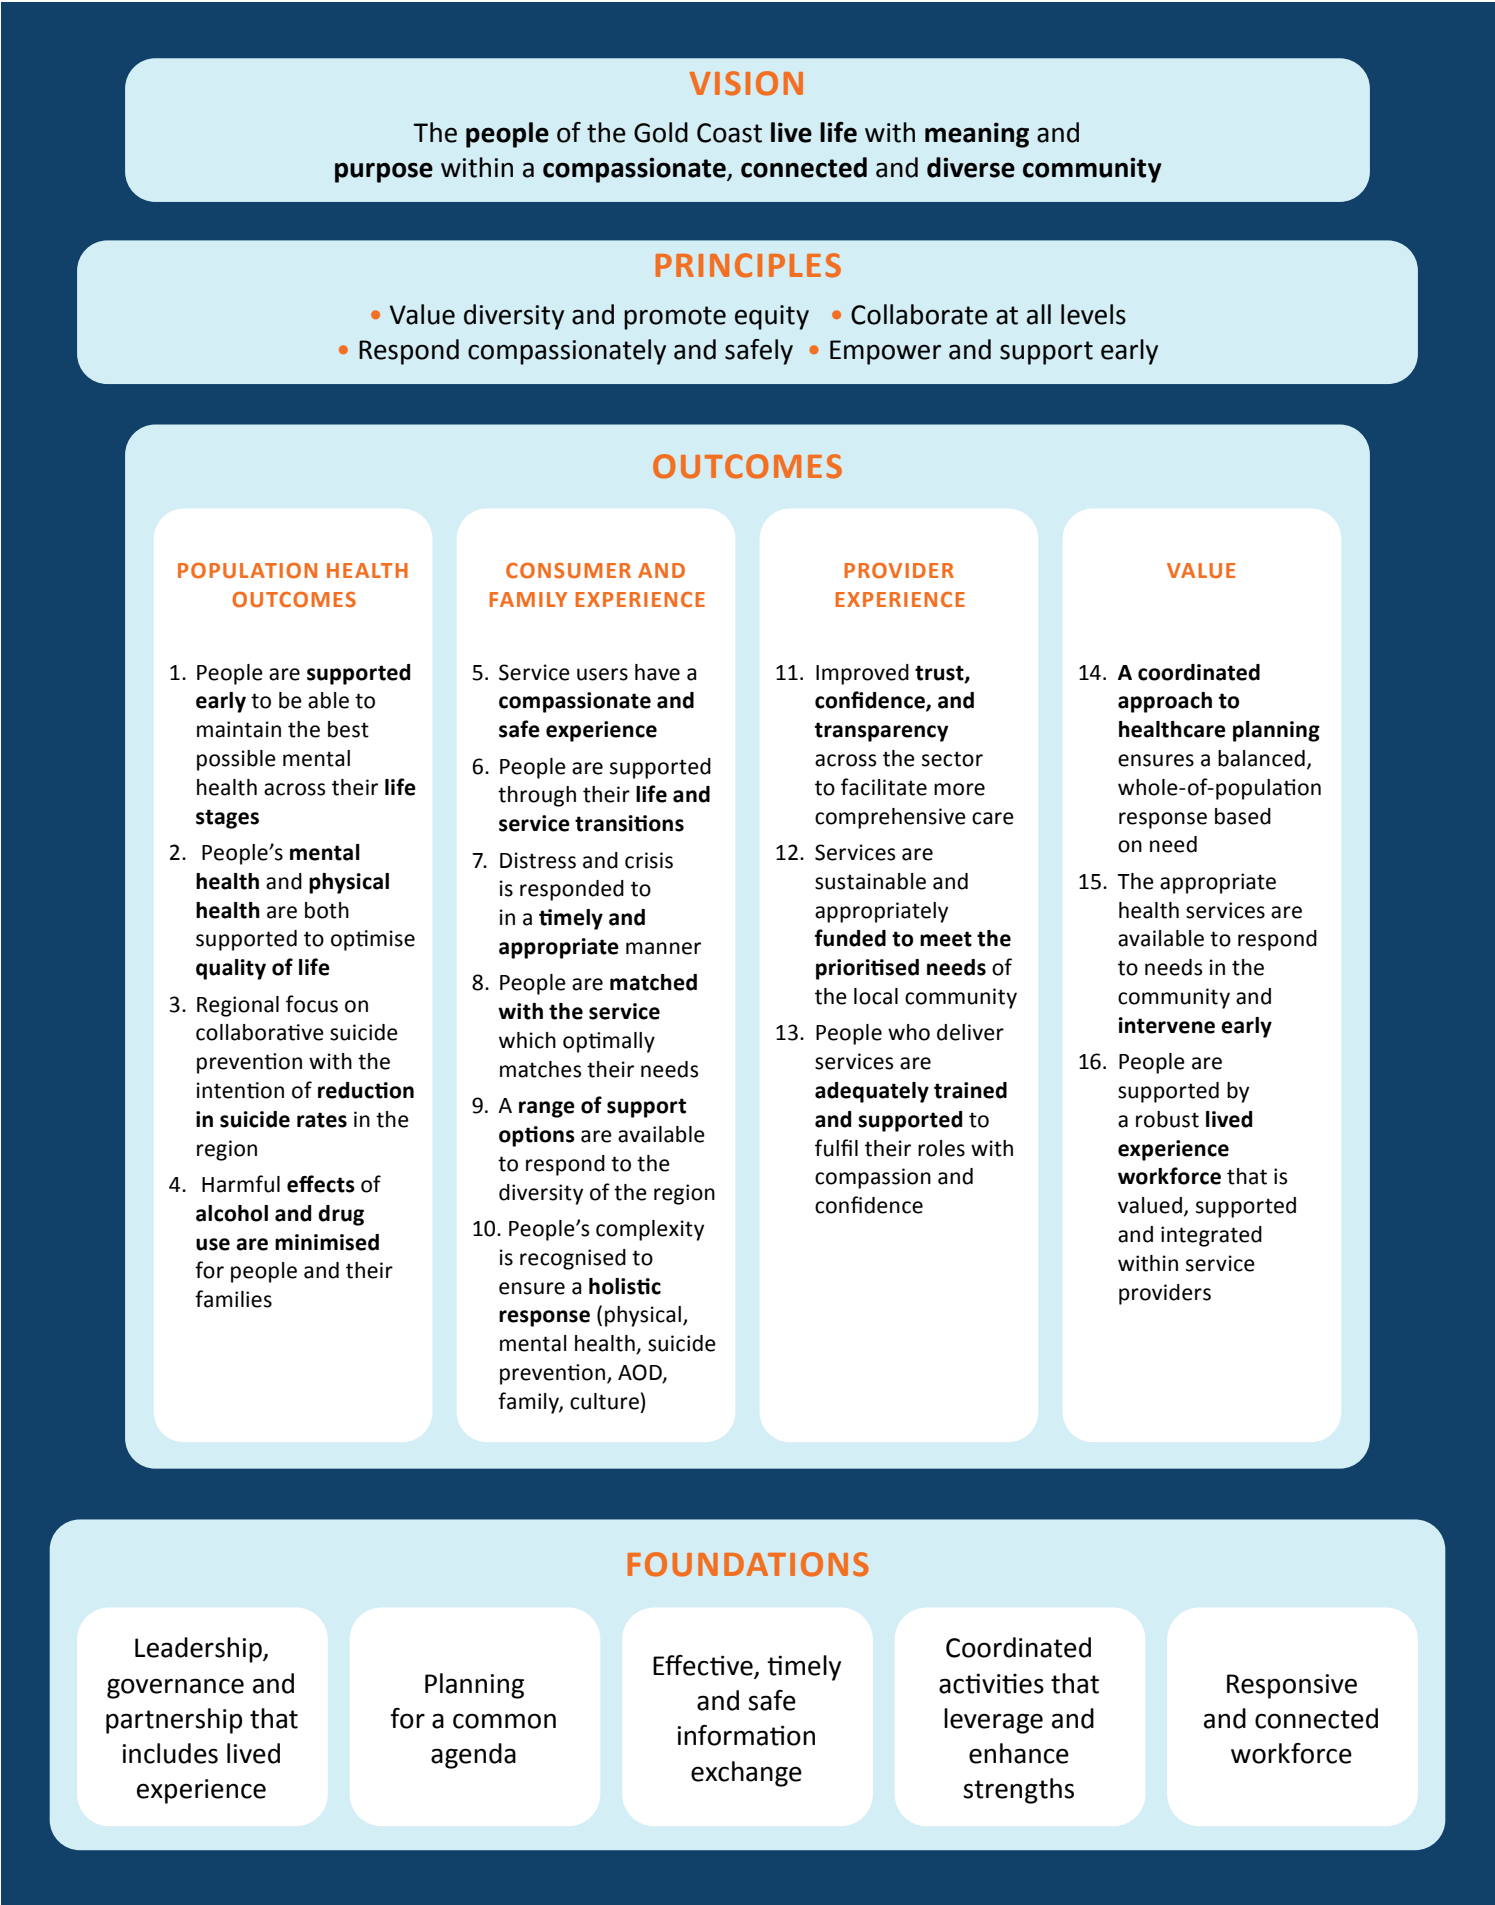 VISION
The people of the Gold Coast live life with meaning and
purpose within a compassionate, connected and diverse community
PRINCIPLES
• Value diversity and promote equity • Collaborate at all levels
• Respond compassionately and safely • Empower and support early
OUTCOMES
POPULATION HEALTH
OUTCOMES
1. People are supported
early to be able to
maintain the best
possible mental
health across their life
stages
2. People’s mental
health and physical
health are both
supported to optimise
quality of life
3. Regional focus on
collaborative suicide
prevention with the
intention of reduction
in suicide rates in the
region
4. Harmful effects of
alcohol and drug
use are minimised
for people and their
families
CONSUMER AND
FAMILY EXPERIENCE
5. Service users have a
compassionate and
safe experience
6. People are supported
through their life and
service transitions
7. Distress and crisis
is responded to
in a timely and
appropriate manner
8. People are matched
with the service
which optimally
matches their needs
9. A range of support
options are available
to respond to the
diversity of the region
10. People’s complexity
is recognised to
ensure a holistic
response (physical,
mental health, suicide
prevention, AOD,
family, culture)
PROVIDER
EXPERIENCE
11. Improved trust,
confidence, and
transparency
across the sector
to facilitate more
comprehensive care
12. Services are
sustainable and
appropriately
funded to meet the
prioritised needs of
the local community
13. People who deliver
services are
adequately trained
and supported to
fulfil their roles with
compassion and
confidence
VALUE
14. A coordinated
approach to
healthcare planning
ensures a balanced,
whole-of-population
response based
on need
15. The appropriate
health services are
available to respond
to needs in the
community and
intervene early
16. People are
supported by
a robust lived
experience
workforce that is
valued, supported
and integrated
within service
providers
FOUNDATIONS
Leadership,
governance and
partnership that
includes lived
experience
Planning
for a common
agenda
Effective, timely
and safe
information
exchange
Coordinated
activities that
leverage and
enhance
strengths
Responsive
and connected
workforce